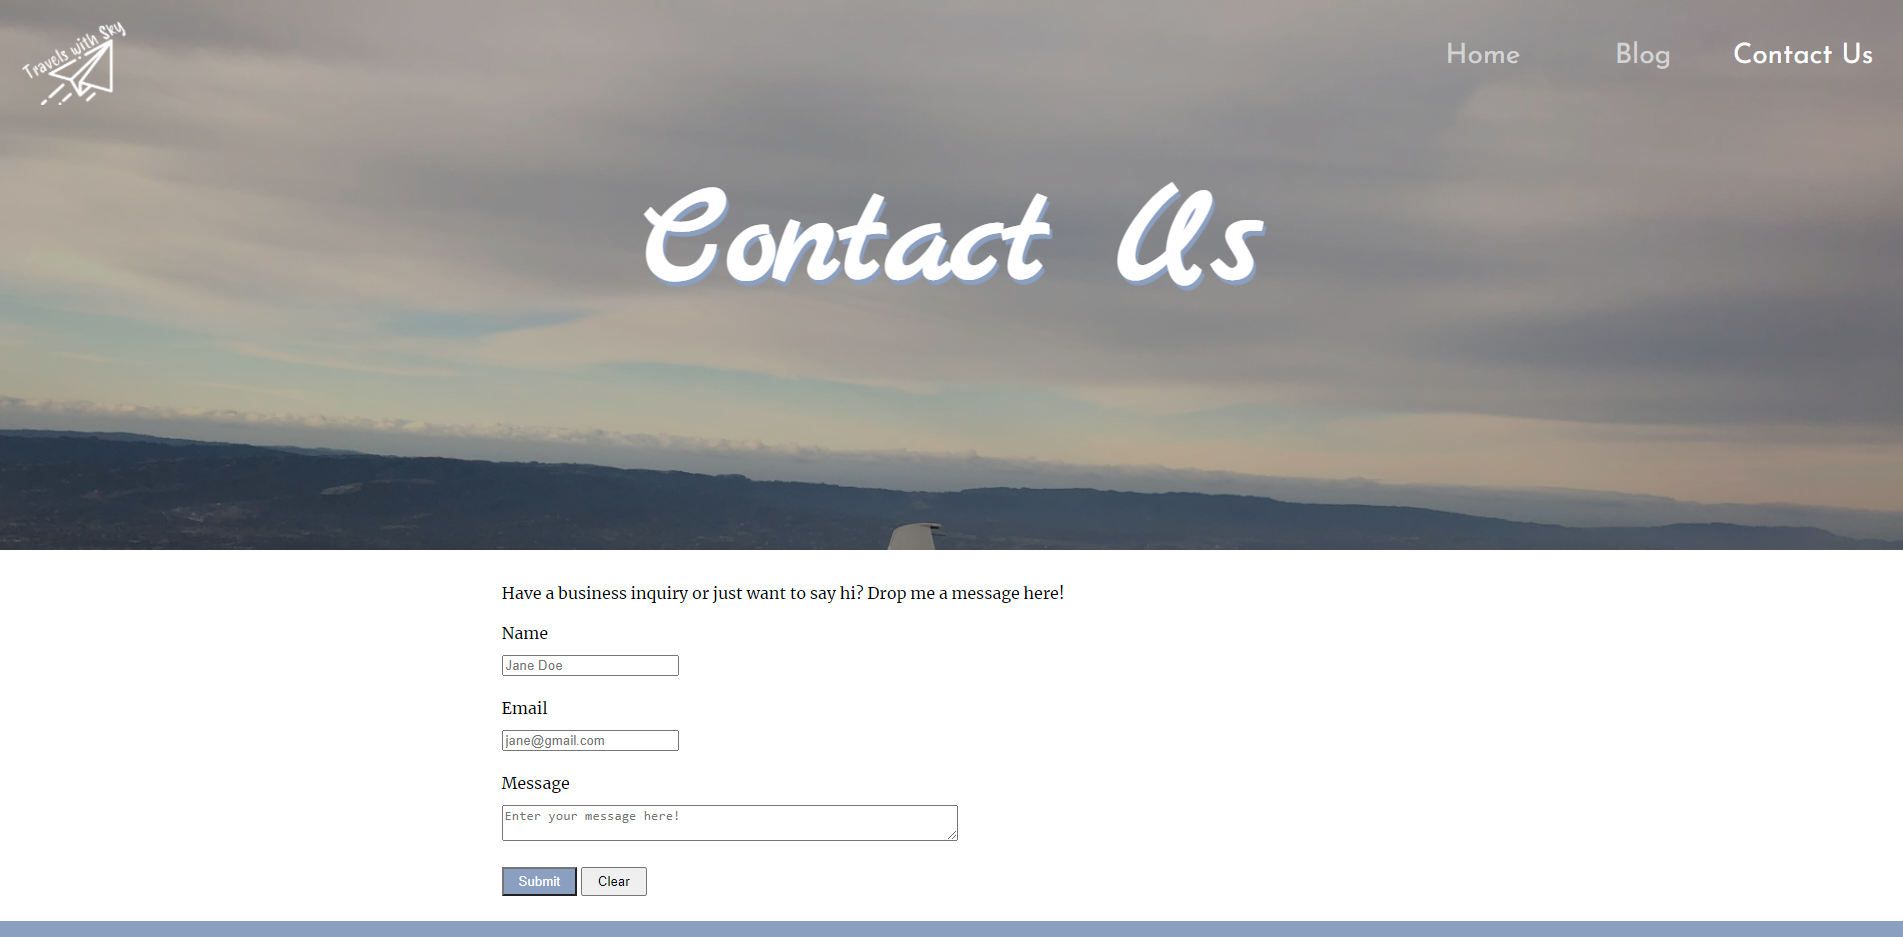 Travels with Sky
Home
Blog
Contact Us
Contact Us
Have a business inquiry or just want to say hi? Drop me a message here!
Name
Jane Doe
Email
jane@gmail.com
Message
Enter your message here!
Submit
Clear